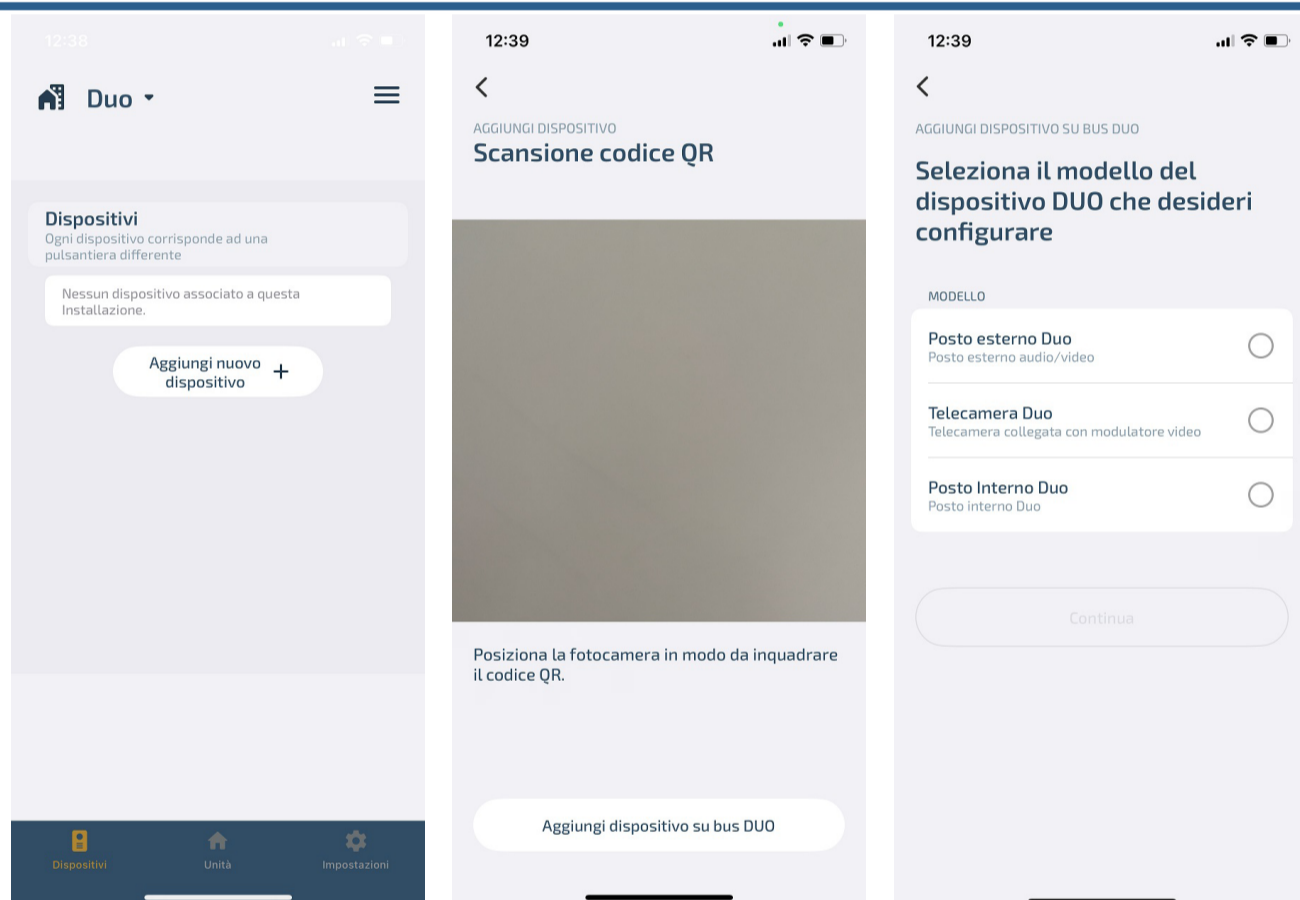 12:38
Duo
Dispositivi
Ogni dispositivo corrisponde ad una
pulsantiera differente
Nessun dispositivo associato a questa
Installazione.
Aggiungi nuovo
dispositivo +
Dispositivi
Unità
Impostazioni
12:39
AGGIUNGI DISPOSITIVO
Scansione codice QR
Posiziona la fotocamera in modo da inquadrare
il codice QR.
Aggiungi dispositivo su bus DUO
12:39
AGGIUNGI DISPOSITIVO SU BUS DUO
Seleziona il modello del
dispositivo DUO che desideri
configurare
MODELLO
Posto esterno Duo
Posto esterno audio/video
Telecamera Duo
Telecamera collegata con modulatore video
Posto Interno Duo
Posto interno Duo
Continua